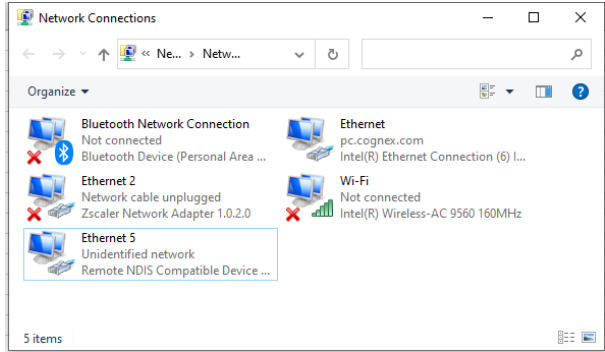 Network Connections
« Ne... › Netw...
Organize
Bluetooth Network Connection
Not connected
Bluetooth Device (Personal Area ...
Ethernet
pc.cognex.com
Intel(R) Ethernet Connection (6) I...
Ethernet 2
Network cable unplugged
Zscaler Network Adapter 1.0.2.0
Wi-Fi
Not connected
Intel(R) Wireless-AC 9560 160MHz
Ethernet 5
Unidentified network
Remote NDIS Compatible Device ...
5 items